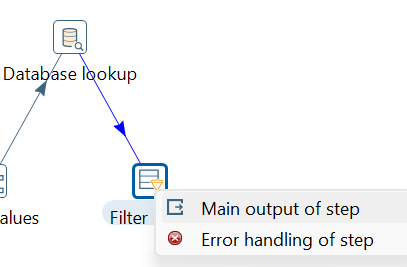 Database lookup
alues
Filter
Main output of step
Error handling of step